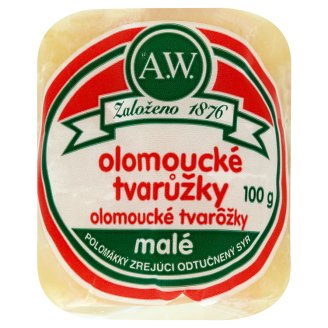 A.W.
Založeno 1876
olomoucké
tvarůžky
100 g
olomoucké tvarôžky
malé
POLOMÄKKÝ ZREJÚCI ODTUČNENÝ SYR